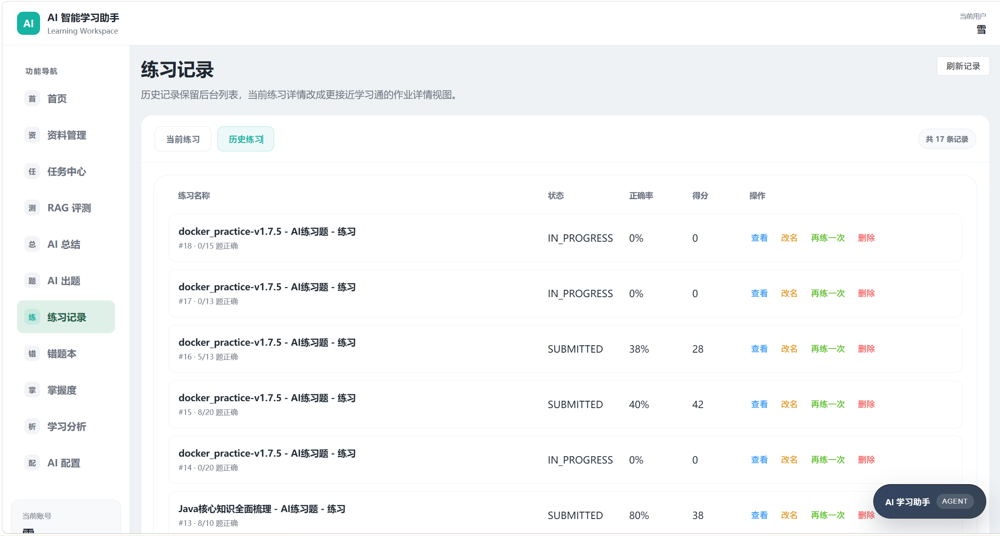 AI
AI 智能学习助手
Learning Workspace
当前用户
雪
功能导航
首 首页
资 资料管理
任 任务中心
测 RAG 评测
总 AI 总结
题 AI 出题
练 练习记录
错 错题本
掌 掌握度
析 学习分析
配 AI 配置
当前账号
练习记录
刷新记录
历史记录保留后台列表，当前练习详情改成更接近学习通的作业详情视图。
当前练习 历史练习 共 17 条记录
练习名称 状态 正确率 得分 操作
docker_practice-v1.7.5 - AI练习题 - 练习
#18 · 0/15 题正确
IN_PROGRESS 0% 0 查看 改名 再练一次 删除
docker_practice-v1.7.5 - AI练习题 - 练习
#17 · 0/13 题正确
IN_PROGRESS 0% 0 查看 改名 再练一次 删除
docker_practice-v1.7.5 - AI练习题 - 练习
#16 · 5/13 题正确
SUBMITTED 38% 28 查看 改名 再练一次 删除
docker_practice-v1.7.5 - AI练习题 - 练习
#15 · 8/20 题正确
SUBMITTED 40% 42 查看 改名 再练一次 删除
docker_practice-v1.7.5 - AI练习题 - 练习
#14 · 0/20 题正确
IN_PROGRESS 0% 0 查看 改名 再练一次 删除
Java核心知识全面梳理 - AI练习题 - 练习
#13 · 8/10 题正确
SUBMITTED 80% 38 查看 改名 再练一次 删除
AI 学习助手 AGENT